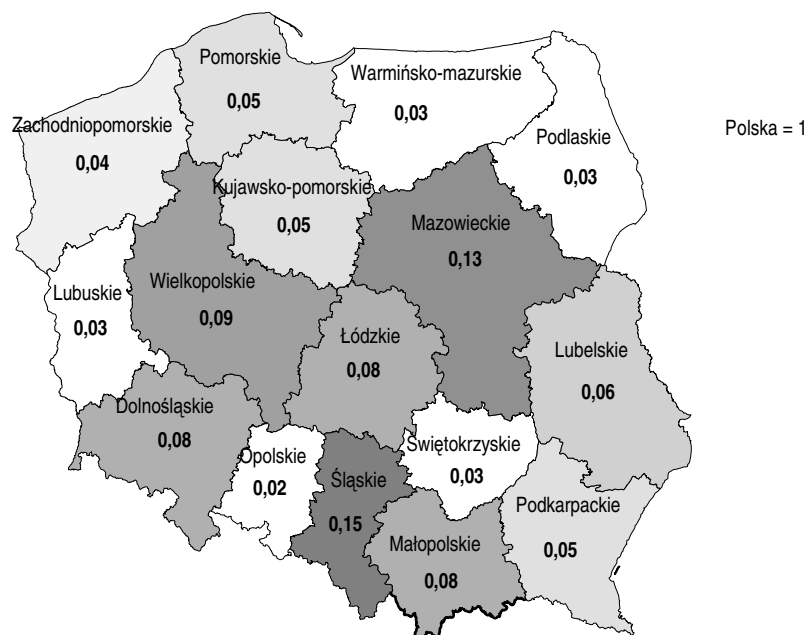 Pomorskie
0,05
Warmińsko-mazurskie
0,03
Zachodniopomorskie
0,04
Podlaskie
0,03
Polska = 1
Kujawsko-pomorskie
0,05
Mazowieckie
0,13
Wielkopolskie
0,09
Lubuskie
0,03
Łódzkie
0,08
Lubelskie
0,06
Dolnośląskie
0,08
Opolskie
0,02
Śląskie
0,15
Świętokrzyskie
0,03
Podkarpackie
0,05
Małopolskie
0,08